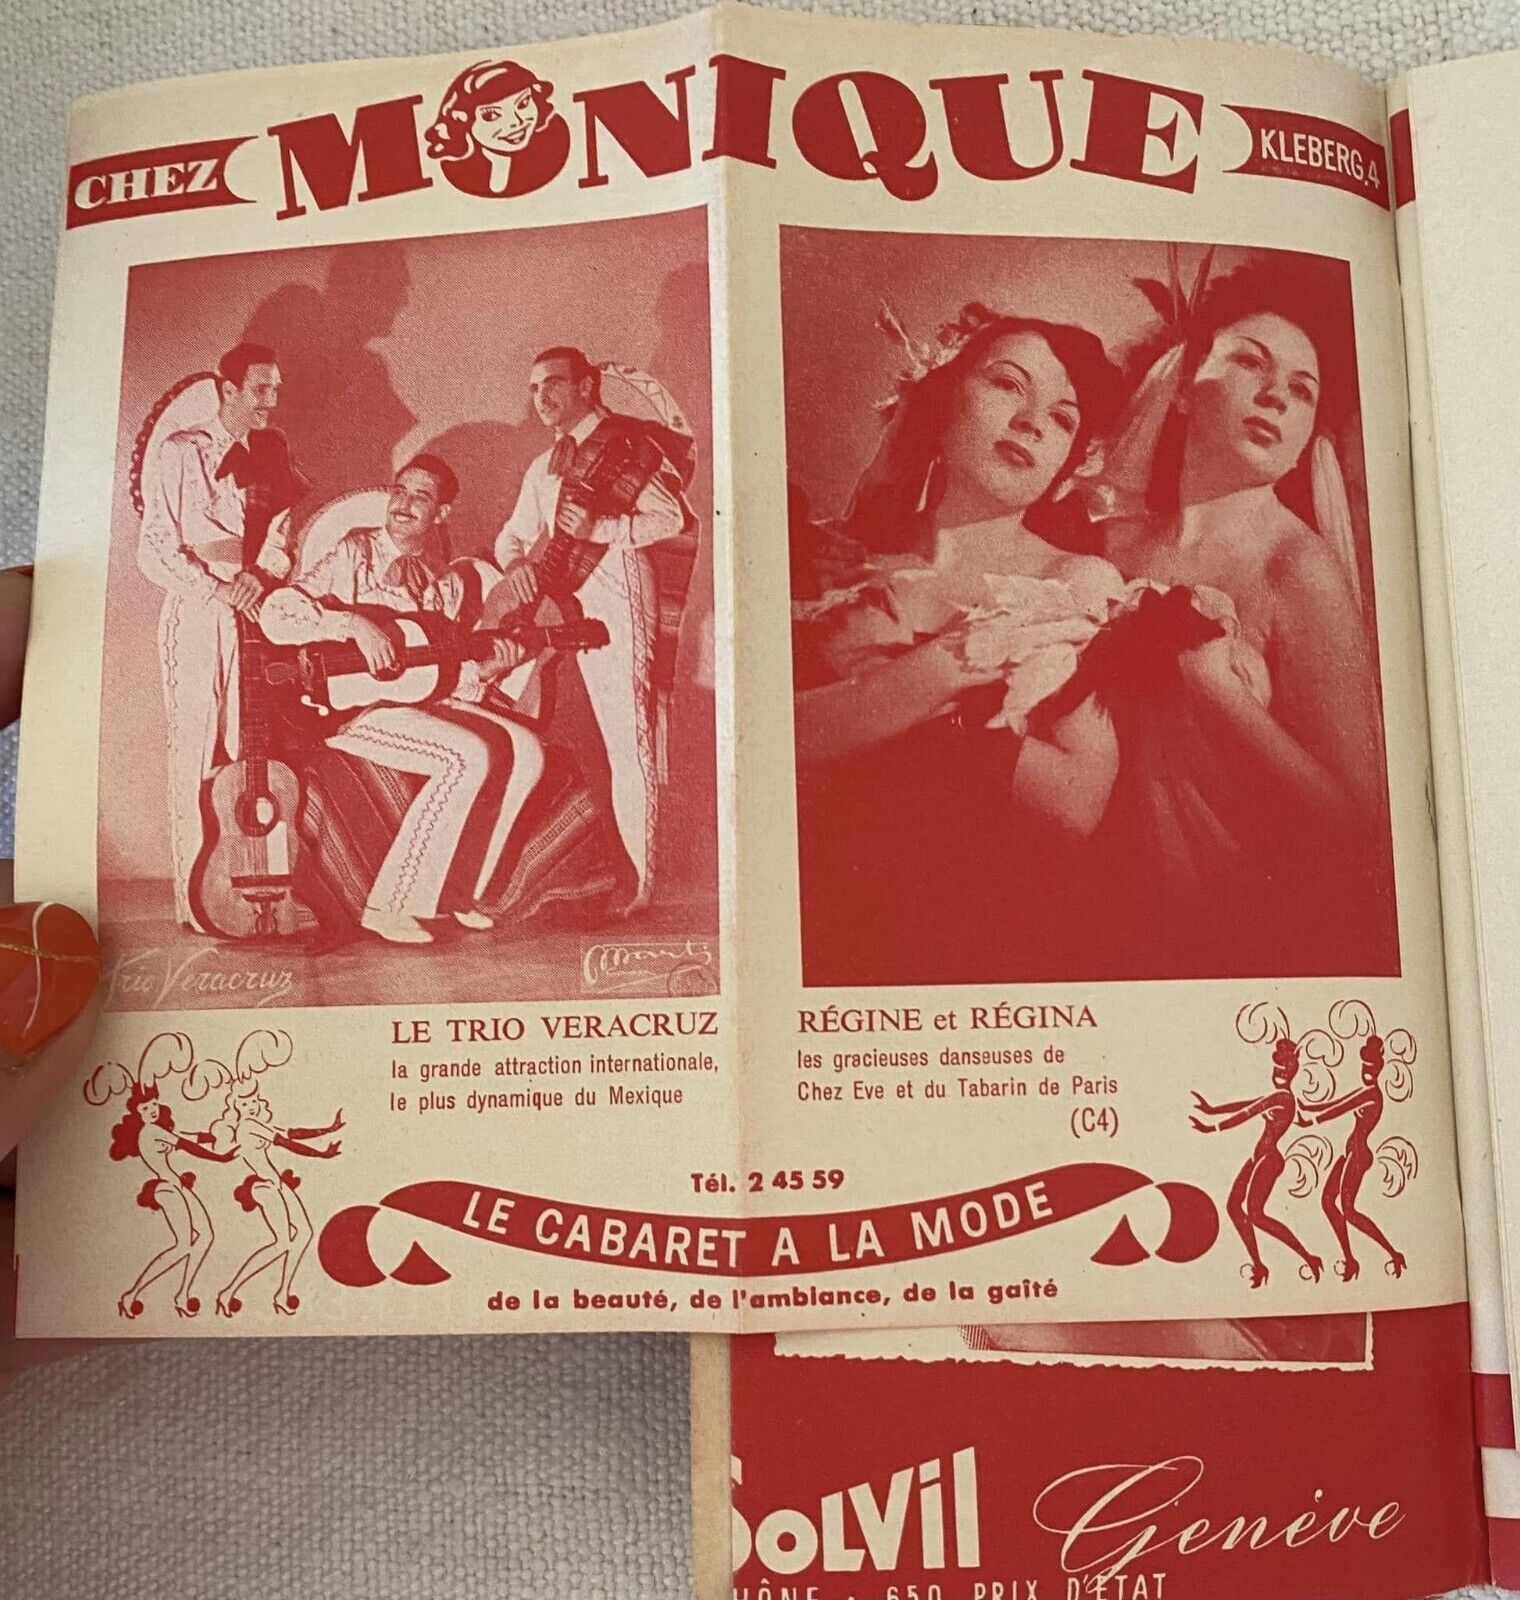 CHEZ MONIQUE KLEBERG.4
Trio Veracruz
LE TRIO VERACRUZ
la grande attraction internationale,
le plus dynamique du Mexique
RÉGINE et RÉGINA
les gracieuses danseuses de
Chez Eve et du Tabarin de Paris
(C4)
Tél. 2 45 59
LE CABARET A LA MODE
de la beauté, de l'ambiance, de la gaîté
SOLVIL Genève
650 PRIX D'ÉTAT